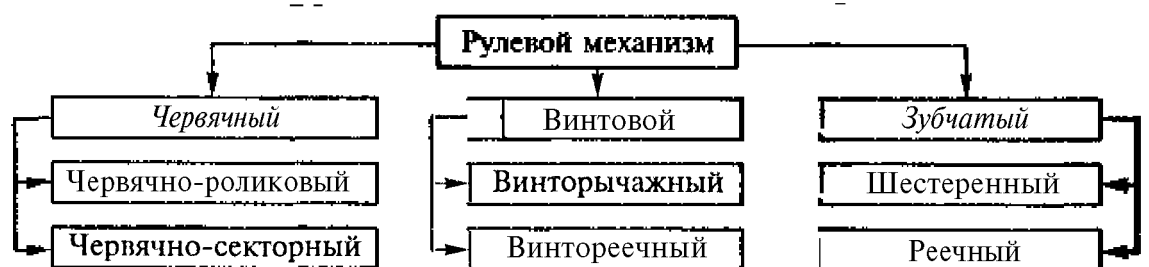 Рулевой механизм
Червячный
Винтовой
Зубчатый
Червячно-роликовый
Винторычажный
Шестеренный
Червячно-секторный
Винтореечный
Реечный